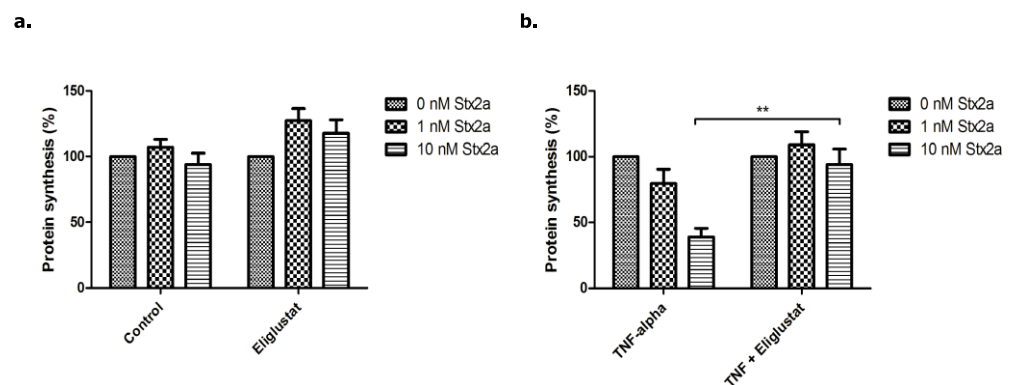 a.
Protein synthesis (%)
150
100
50
0
Control
Eliglustat
0 nM Stx2a
1 nM Stx2a
10 nM Stx2a
b.
Protein synthesis (%)
150
100
50
0
**
TNF-alpha
TNF + Eliglustat
0 nM Stx2a
1 nM Stx2a
10 nM Stx2a